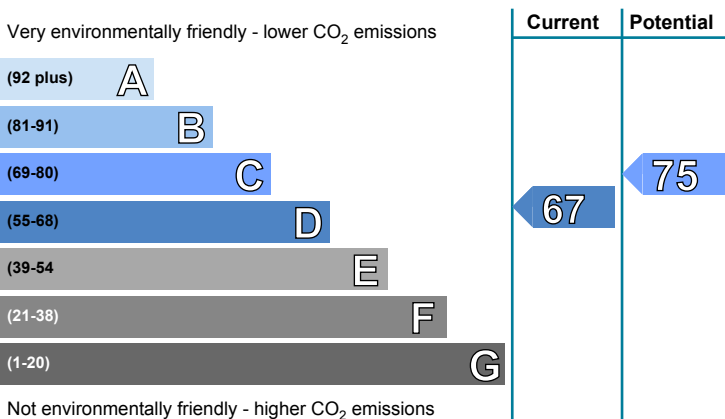 Very environmentally friendly - lower CO₂ emissions
Current
Potential
(92 plus) A
(81-91) B
(69-80) C
75
(55-68) D
67
(39-54 E
(21-38) F
(1-20) G
Not environmentally friendly - higher CO₂ emissions